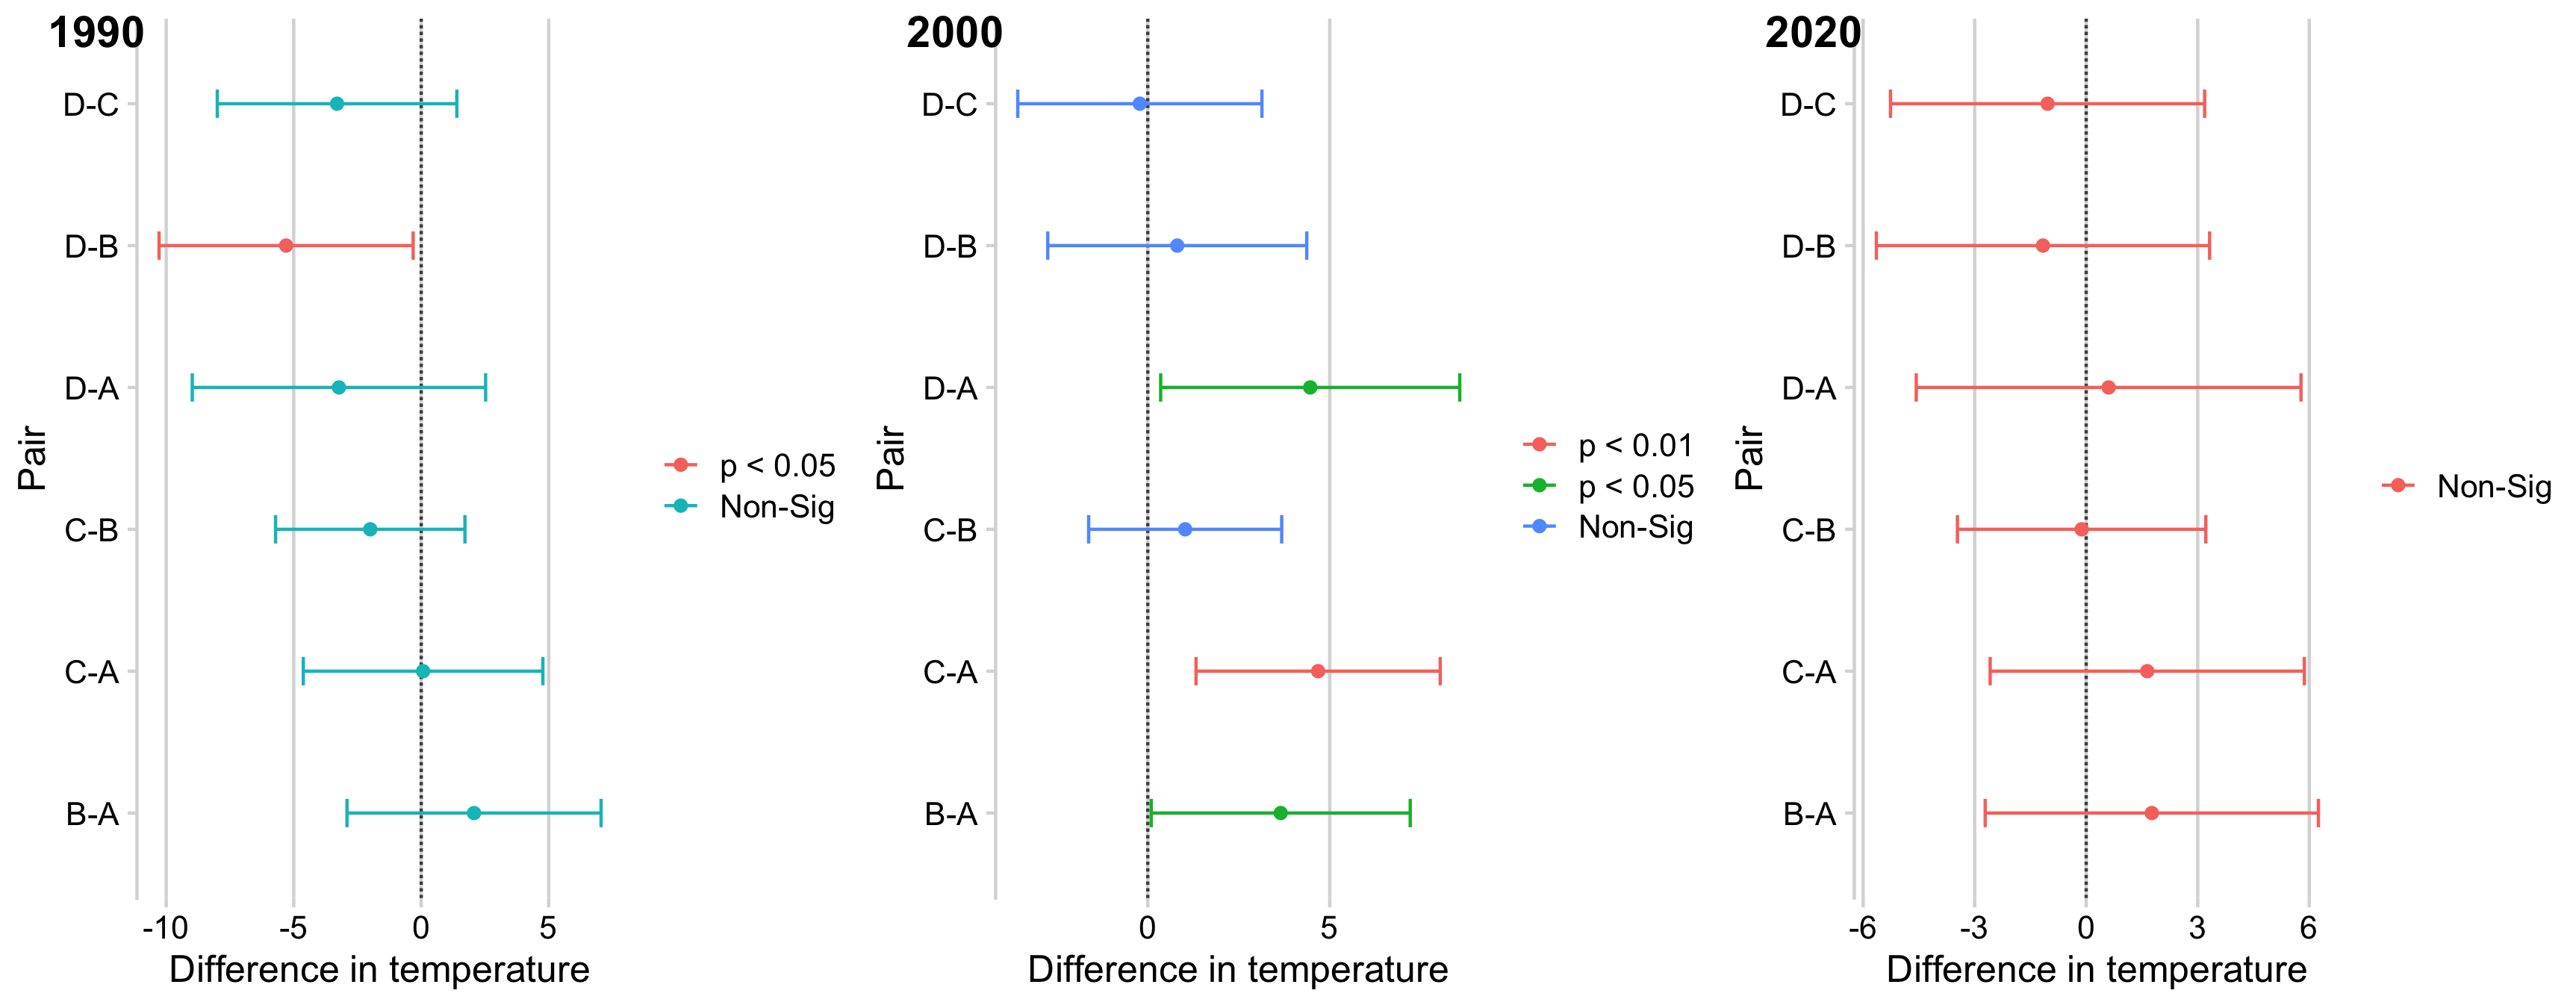 1990
D-C
D-B
D-A
C-B
C-A
B-A
Pair
-10 -5 0 5
Difference in temperature
p < 0.05
Non-Sig
2000
D-C
D-B
D-A
C-B
C-A
B-A
Pair
0 5
Difference in temperature
p < 0.01
p < 0.05
Non-Sig
2020
D-C
D-B
D-A
C-B
C-A
B-A
Pair
-6 -3 0 3 6
Difference in temperature
Non-Sig